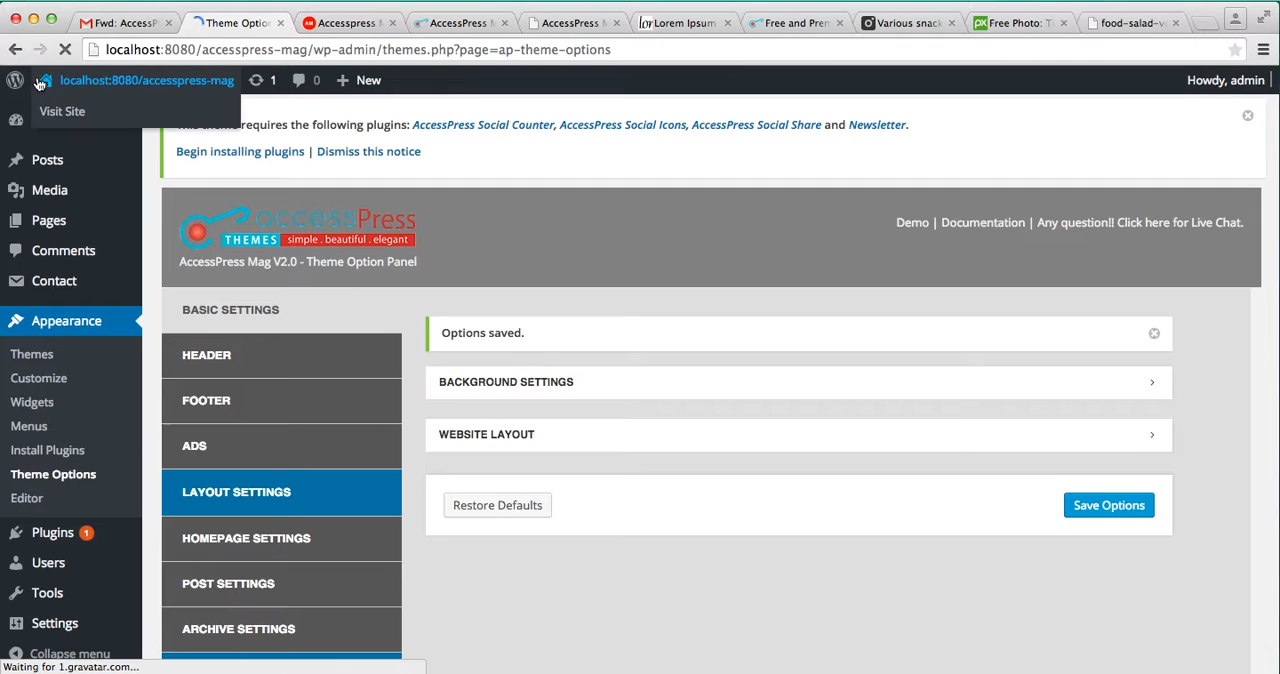 Fwd: AccessP
Theme Option
Accesspress M
AccessPress M
AccessPress M
Lorem Ipsum
Free and Pren
Various snack
Free Photo: T
food-salad-ve
localhost:8080/accesspress-mag/wp-admin/themes.php?page=ap-theme-options
localhost:8080/accesspress-mag 1 0 New Howdy, admin
Visit Site
This theme requires the following plugins: AccessPress Social Counter, AccessPress Social Icons, AccessPress Social Share and Newsletter.
Begin installing plugins | Dismiss this notice
Posts
Media
Pages
Comments
Contact
Appearance
Themes
Customize
Widgets
Menus
Install Plugins
Theme Options
Editor
Plugins 1
Users
Tools
Settings
Collapse menu
Waiting for 1.gravatar.com...
accessPress
THEMES simple . beautiful . elegant
AccessPress Mag V2.0 - Theme Option Panel
Demo | Documentation | Any question!! Click here for Live Chat.
BASIC SETTINGS
HEADER
FOOTER
ADS
LAYOUT SETTINGS
HOMEPAGE SETTINGS
POST SETTINGS
ARCHIVE SETTINGS
Options saved.
BACKGROUND SETTINGS
WEBSITE LAYOUT
Restore Defaults
Save Options